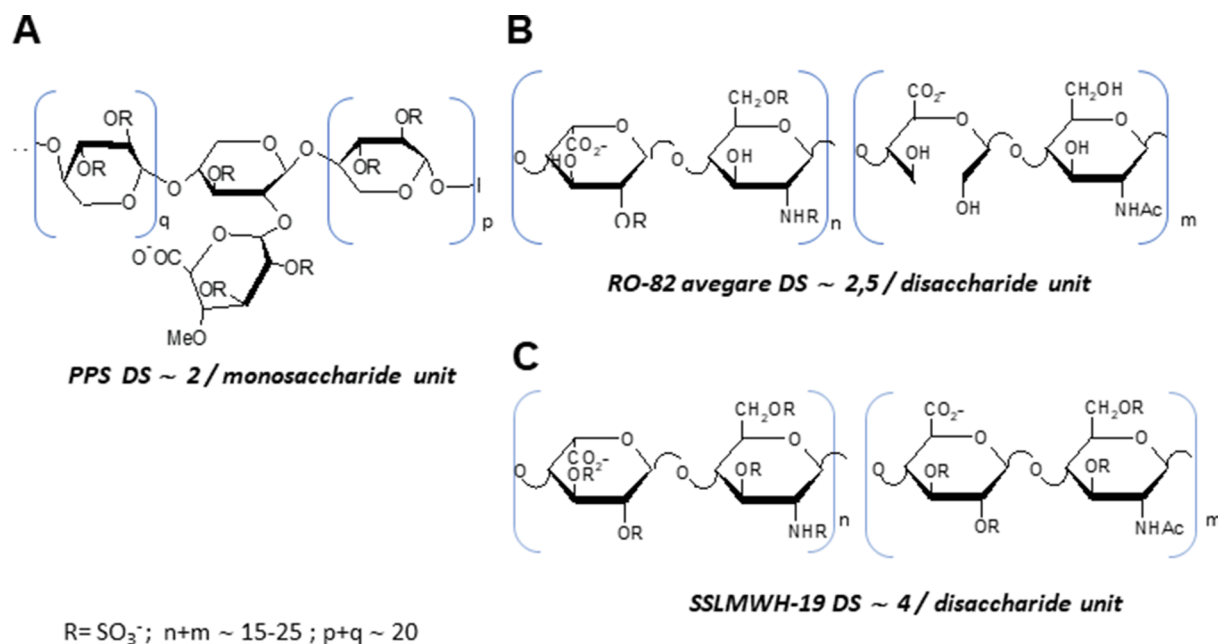 A
OR
OR
O
O
O
O
OR
O
O
OR
OR
O
O
q
p
O
⁻O₂C
O
OR
OR
MeO
PPS DS ~ 2 / monosaccharide unit
B
CO₂⁻
HO
O
O
OR
CH₂OR
O
OH
NHR
n
CO₂⁻
O
O
OH
OH
O
CH₂OH
O
OH
NHAc
m
RO-82 avegare DS ~ 2,5 / disaccharide unit
C
CO₂⁻
OR
O
O
OR
O
CH₂OR
O
OR
NHR
n
CO₂⁻
O
O
OR
OR
O
CH₂OR
O
OR
NHAc
m
SSLMWH-19 DS ~ 4 / disaccharide unit
R= SO₃⁻; n+m ~ 15-25 ; p+q ~ 20